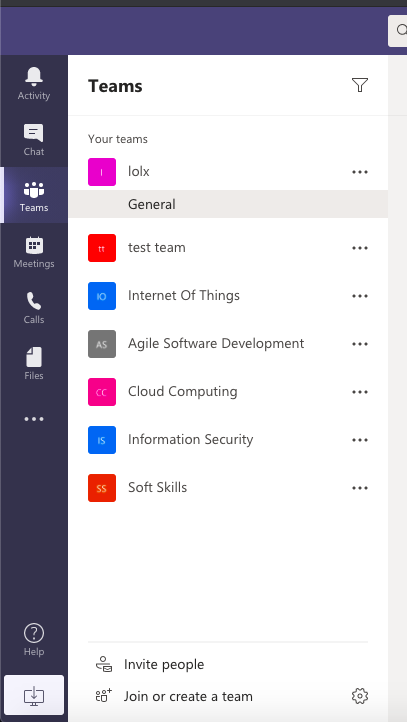 Activity
Chat
Teams
Meetings
Calls
Files
Help
Teams
Your teams
l lolx
General
tt test team
IO Internet Of Things
AS Agile Software Development
CC Cloud Computing
IS Information Security
SS Soft Skills
Invite people
Join or create a team